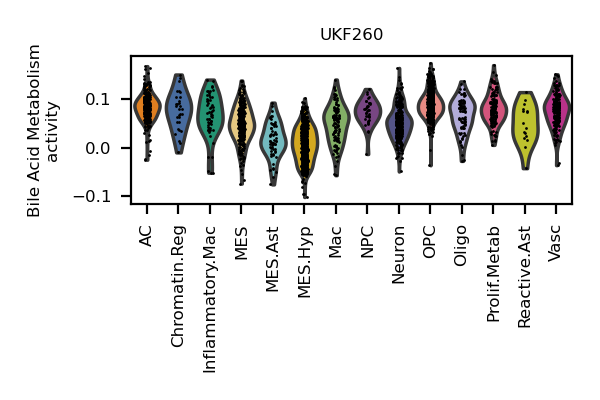 UKF260
Bile Acid Metabolism
activity
0.1
0.0
−0.1
AC
Chromatin.Reg
Inflammatory.Mac
MES
MES.Ast
MES.Hyp
Mac
NPC
Neuron
OPC
Oligo
Prolif.Metab
Reactive.Ast
Vasc